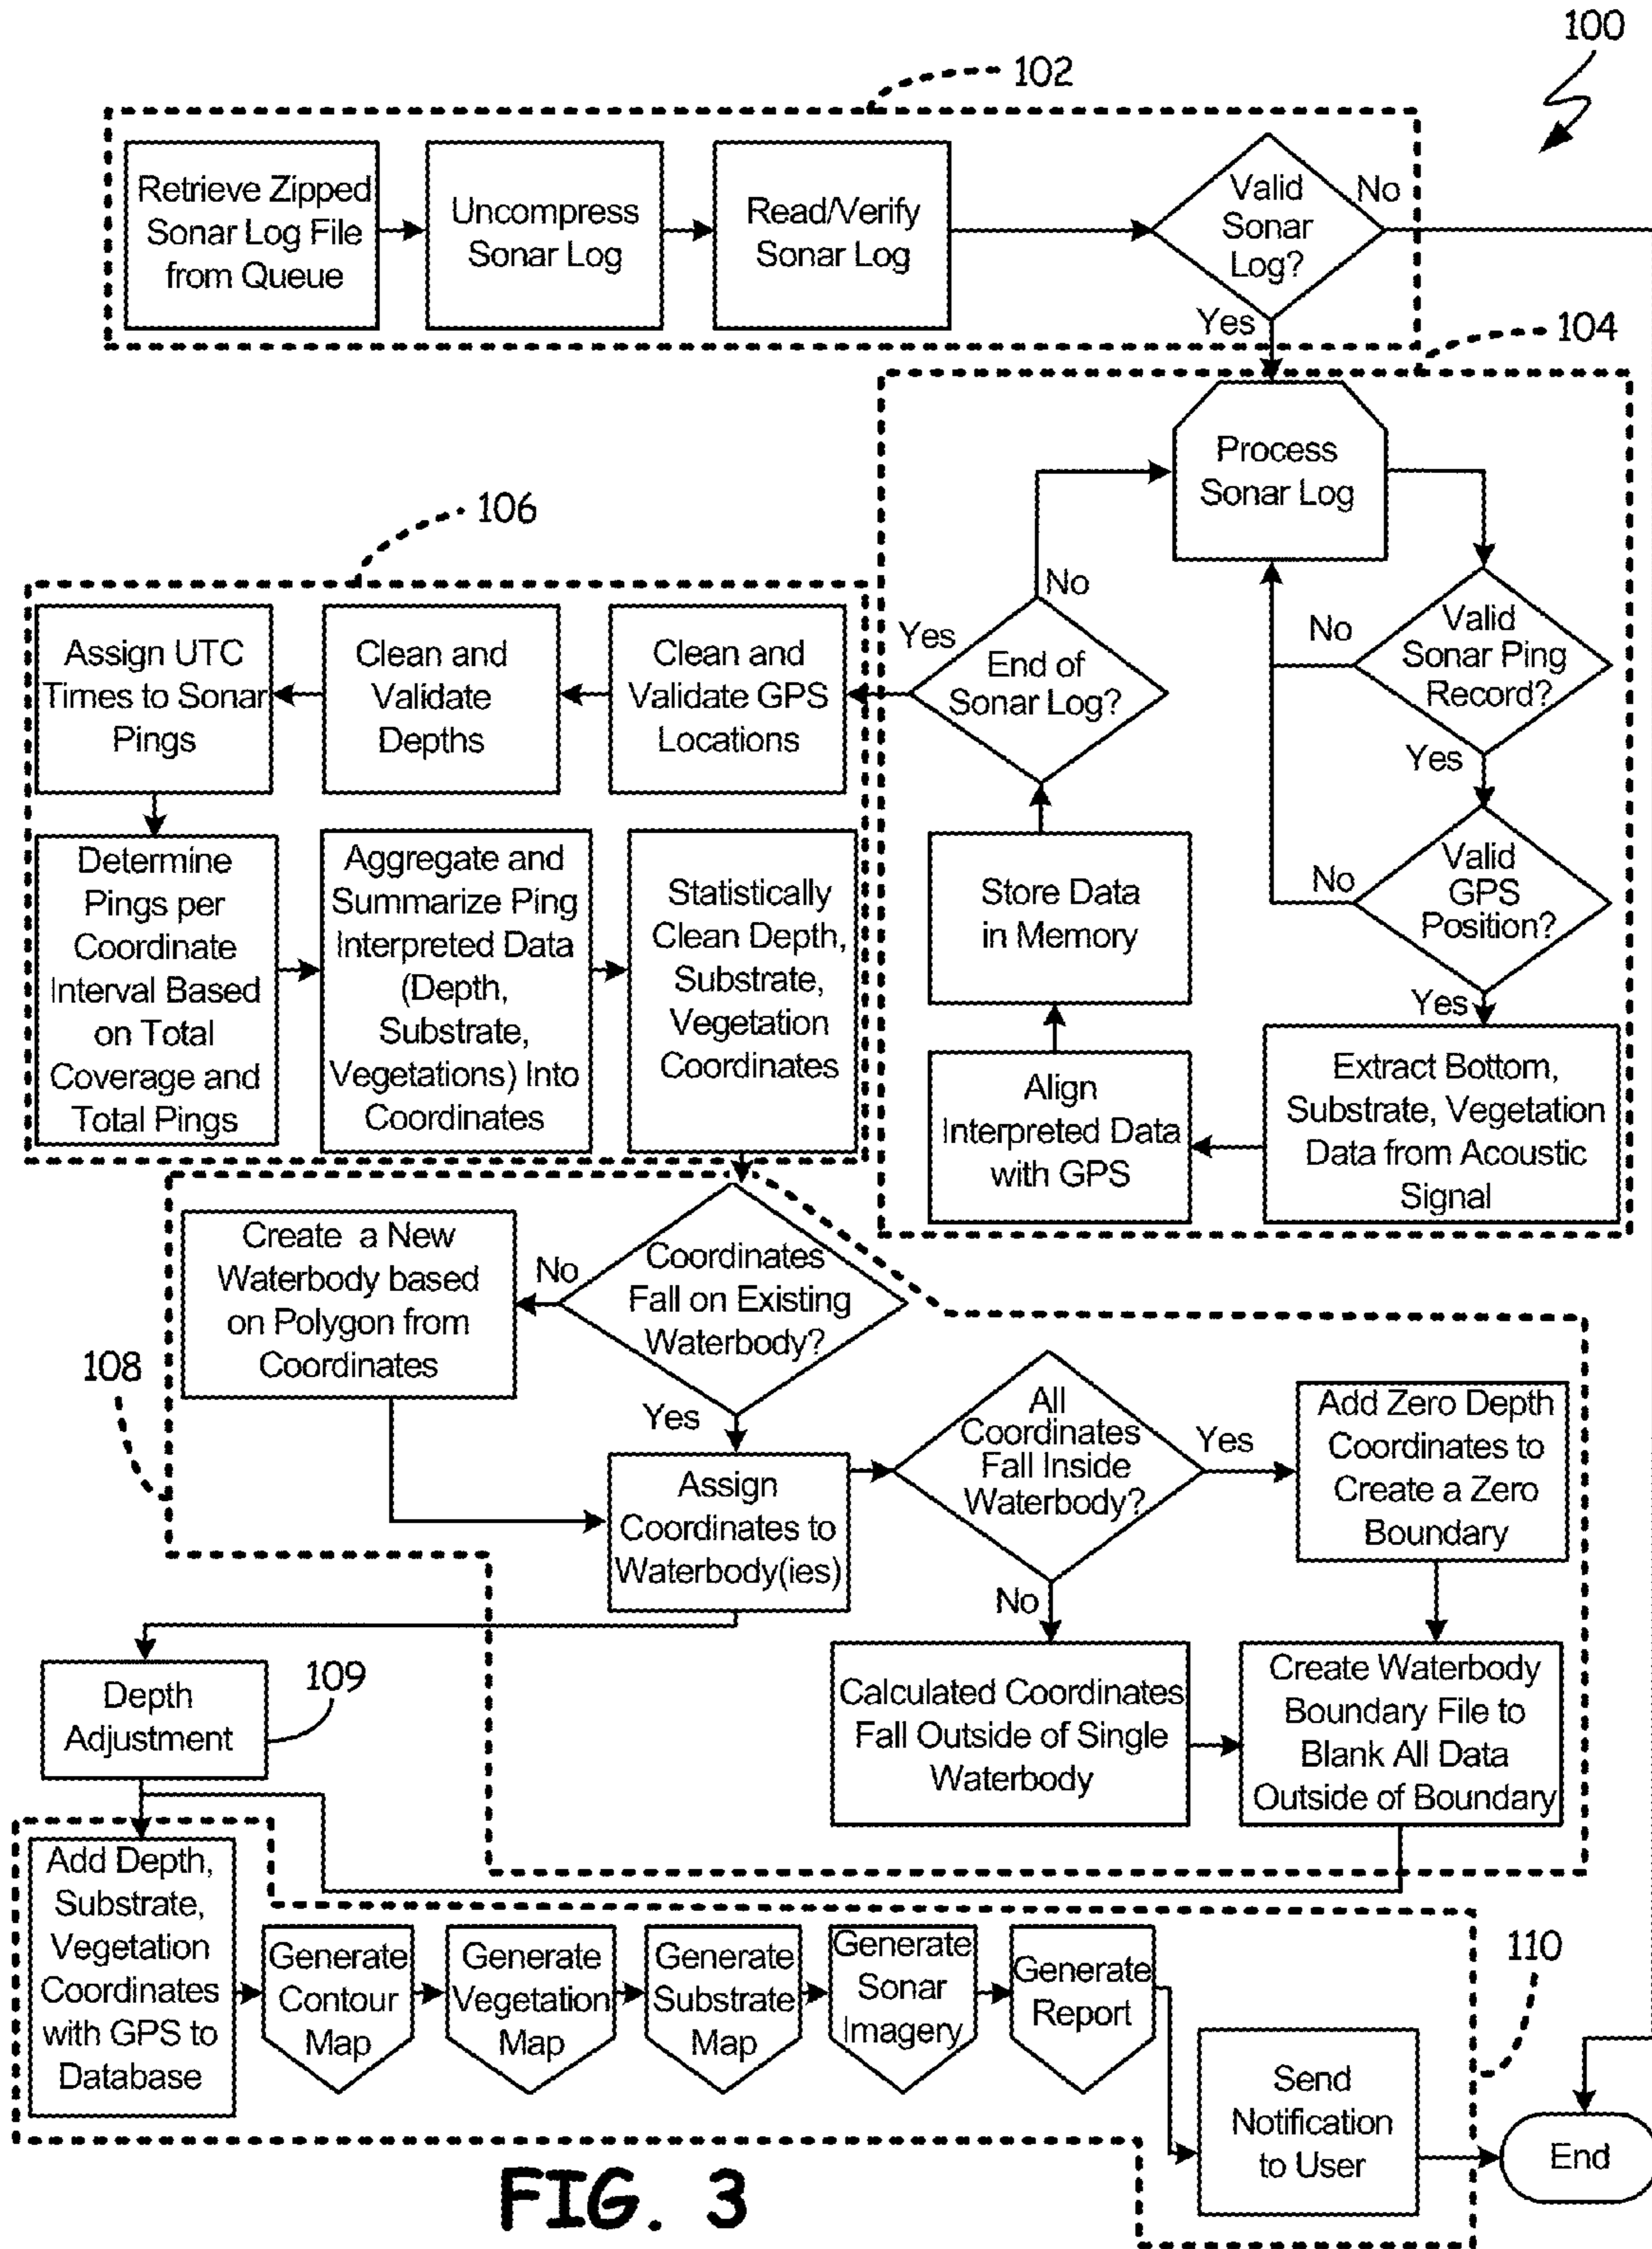 100
102
Retrieve Zipped
Sonar Log File
from Queue
Uncompress
Sonar Log
Read/Verify
Sonar Log
Valid
Sonar
Log?
No
Yes
104
Process
Sonar Log
Valid
Sonar Ping
Record?
No
Yes
Valid
GPS
Position?
No
Yes
Extract Bottom,
Substrate, Vegetation
Data from Acoustic
Signal
Align
Interpreted Data
with GPS
Store Data
in Memory
End of
Sonar Log?
No
Yes
106
Clean and
Validate GPS
Locations
Clean and
Validate
Depths
Assign UTC
Times to Sonar
Pings
Determine
Pings per
Coordinate
Interval Based
on Total
Coverage and
Total Pings
Aggregate and
Summarize Ping
Interpreted Data
(Depth,
Substrate,
Vegetations) Into
Coordinates
Statistically
Clean Depth,
Substrate,
Vegetation
Coordinates
108
Coordinates
Fall on Existing
Waterbody?
No
Yes
Create a New
Waterbody based
on Polygon from
Coordinates
Assign
Coordinates to
Waterbody(ies)
All
Coordinates
Fall Inside
Waterbody?
Yes
No
Add Zero Depth
Coordinates to
Create a Zero
Boundary
Calculated Coordinates
Fall Outside of Single
Waterbody
Create Waterbody
Boundary File to
Blank All Data
Outside of Boundary
Depth
Adjustment
109
110
Add Depth,
Substrate,
Vegetation
Coordinates
with GPS to
Database
Generate
Contour
Map
Generate
Vegetation
Map
Generate
Substrate
Map
Generate
Sonar
Imagery
Generate
Report
Send
Notification
to User
End
FIG. 3